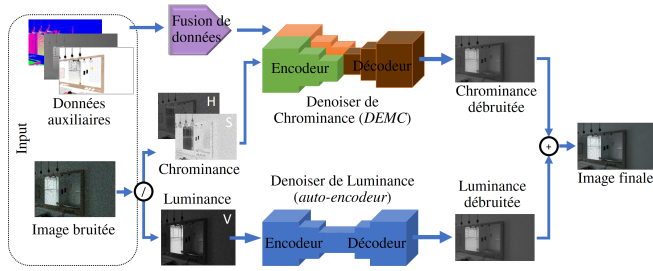 Input
Données
auxiliaires
Image bruitée
/
Fusion de
données
H
S
Chrominance
Luminance
V
Encodeur
Décodeur
Denoiser de
Chrominance (DEMC)
Denoiser de Luminance
(auto-encodeur)
Encodeur
Décodeur
Chrominance
débruitée
Luminance
débruitée
+
Image finale